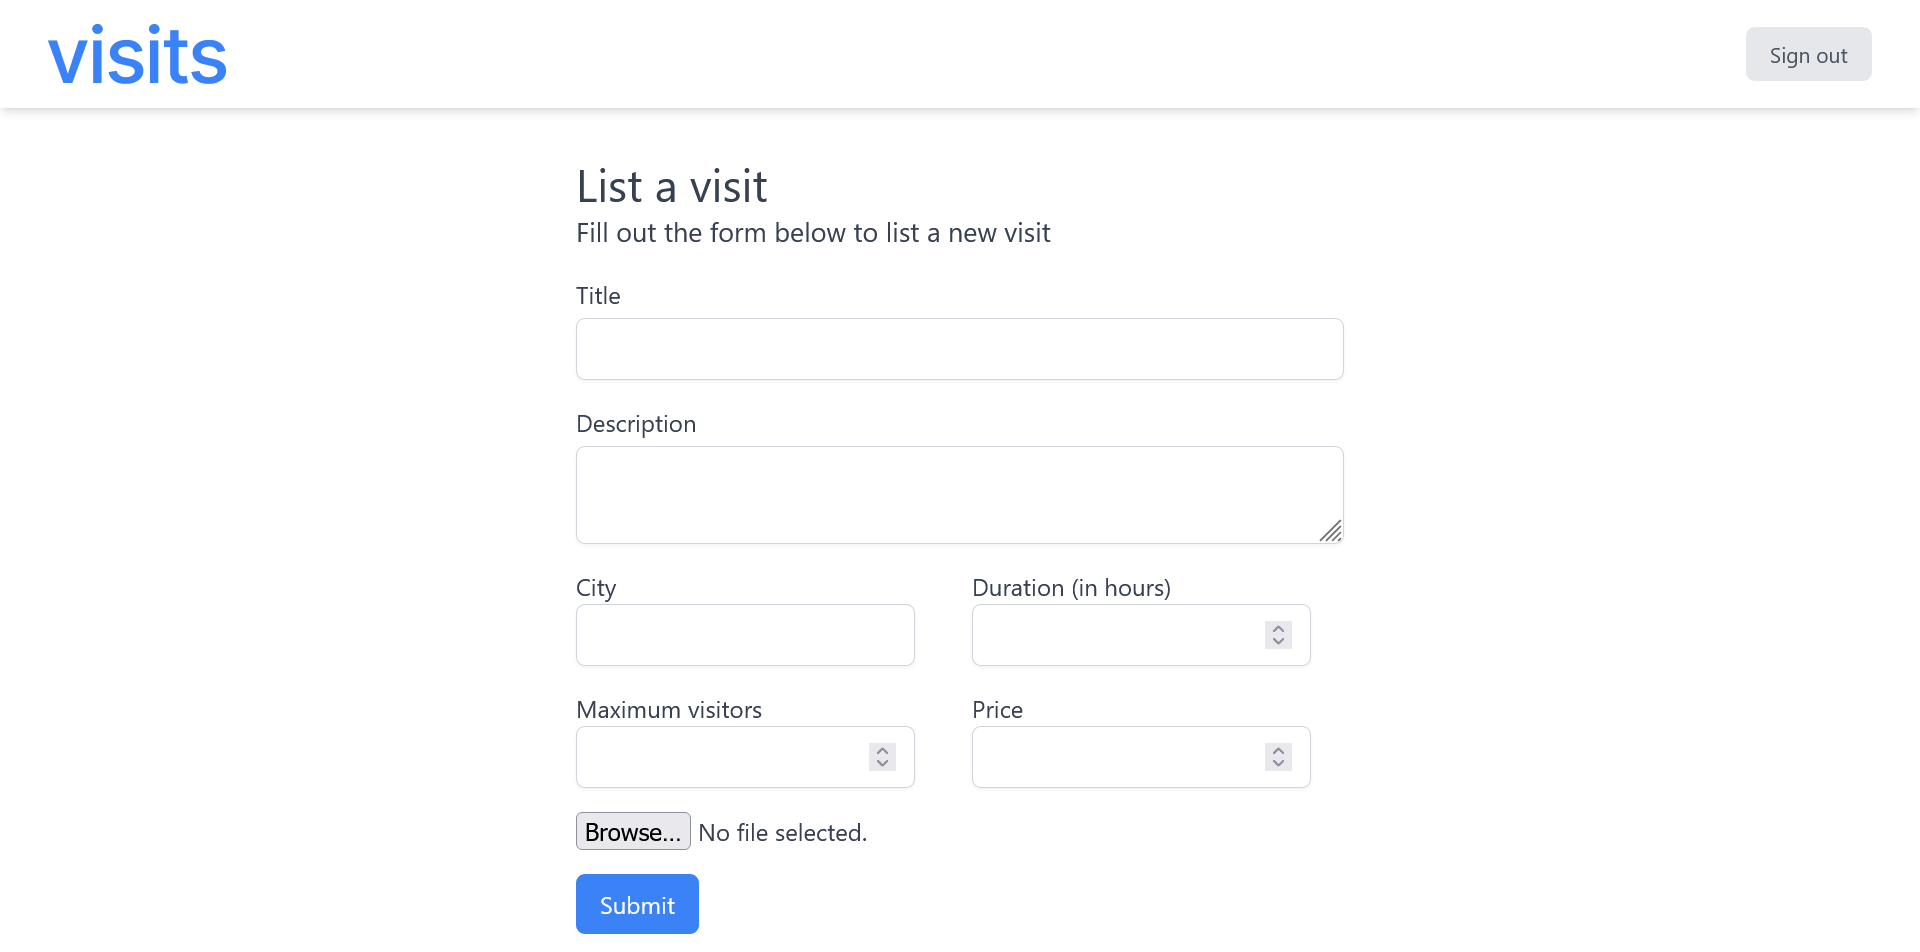 visits
Sign out
List a visit
Fill out the form below to list a new visit
Title
Description
City
Duration (in hours)
Maximum visitors
Price
Browse... No file selected.
Submit